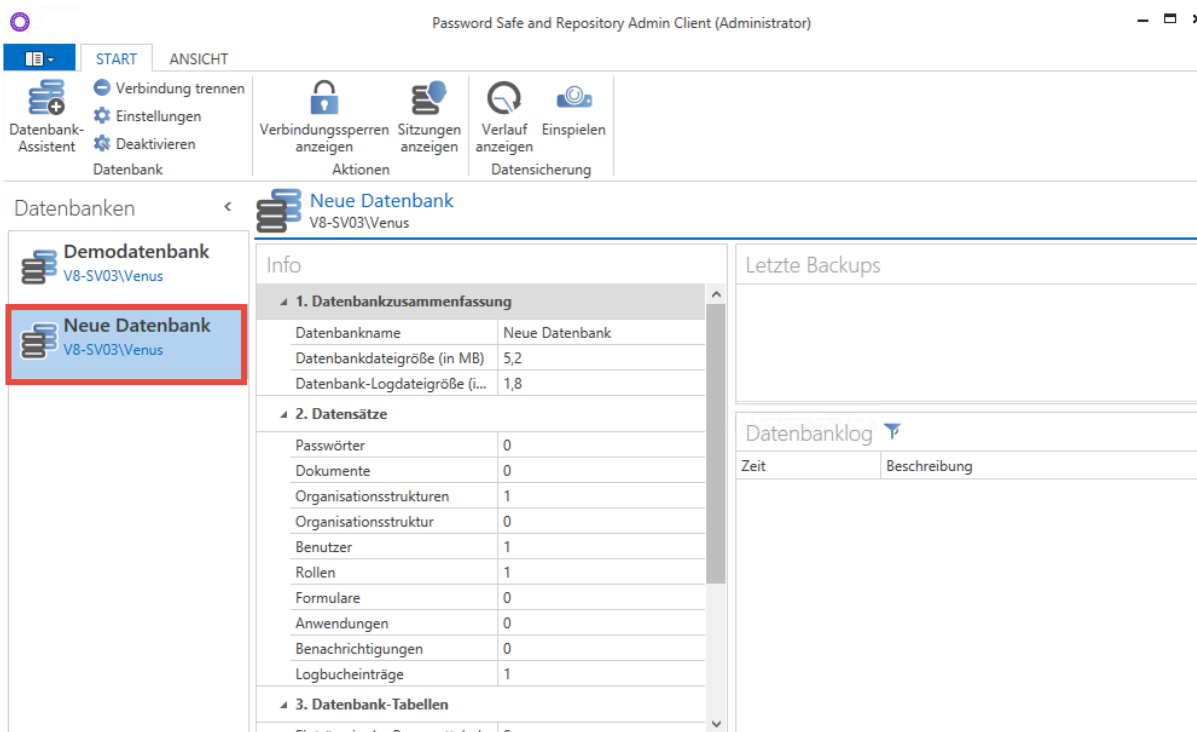 Password Safe and Repository Admin Client (Administrator)
START ANSICHT
Datenbank-Assistent
Verbindung trennen
Einstellungen
Deaktivieren
Datenbank
Verbindungssperren anzeigen
Sitzungen anzeigen
Aktionen
Verlauf anzeigen
Einspielen
Datensicherung
Datenbanken
Demodatenbank
V8-SV03\Venus
Neue Datenbank
V8-SV03\Venus
Neue Datenbank
V8-SV03\Venus
Info
1. Datenbankzusammenfassung
Datenbankname Neue Datenbank
Datenbankdateigröße (in MB) 5,2
Datenbank-Logdateigröße (i... 1,8
2. Datensätze
Passwörter 0
Dokumente 0
Organisationsstrukturen 1
Organisationsstruktur 0
Benutzer 1
Rollen 1
Formulare 0
Anwendungen 0
Benachrichtigungen 0
Logbucheinträge 1
3. Datenbank-Tabellen
Letzte Backups
Datenbanklog
Zeit Beschreibung